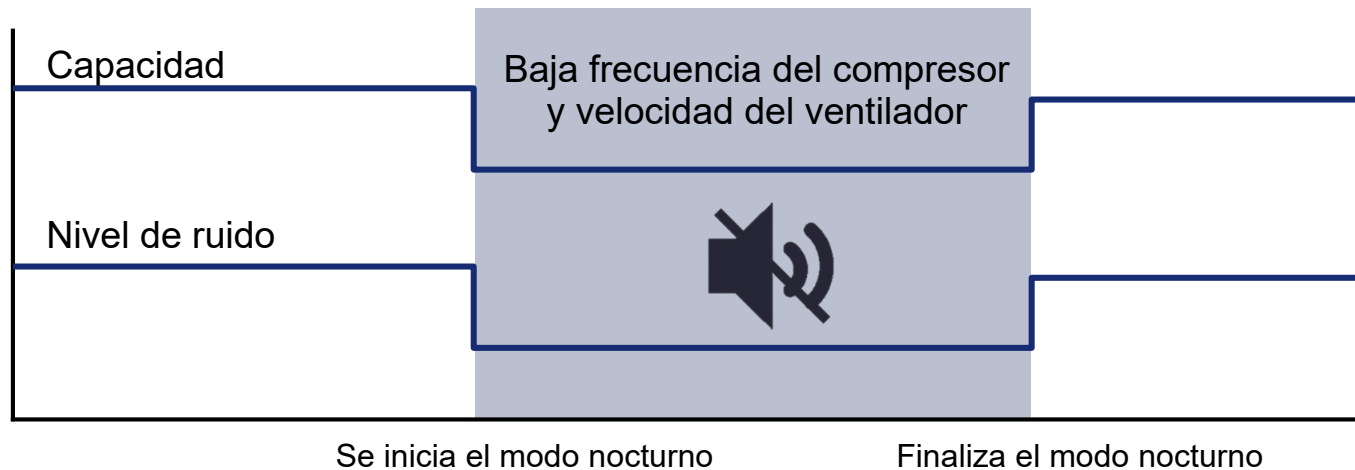 Capacidad
Baja frecuencia del compresor
y velocidad del ventilador
Nivel de ruido
Se inicia el modo nocturno
Finaliza el modo nocturno